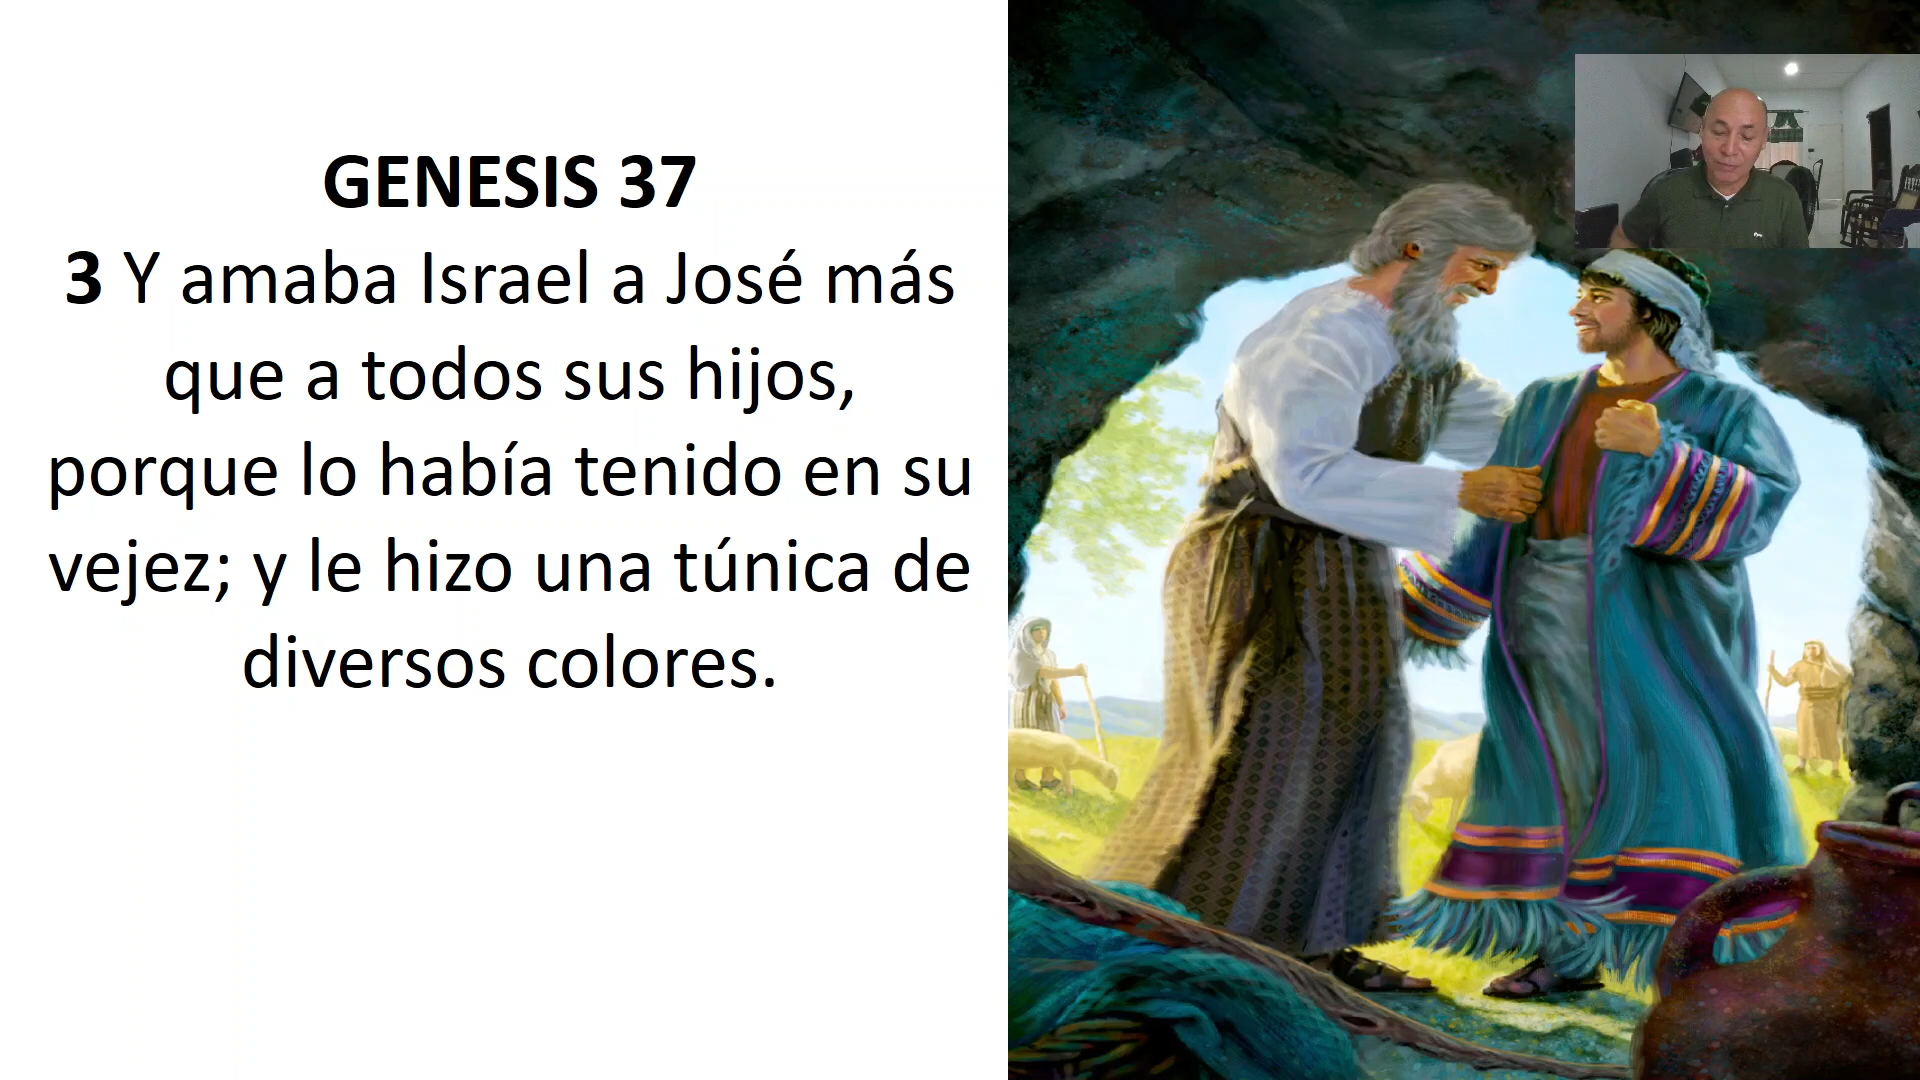 GENESIS 37
3 Y amaba Israel a José más
que a todos sus hijos,
porque lo había tenido en su
vejez; y le hizo una túnica de
diversos colores.